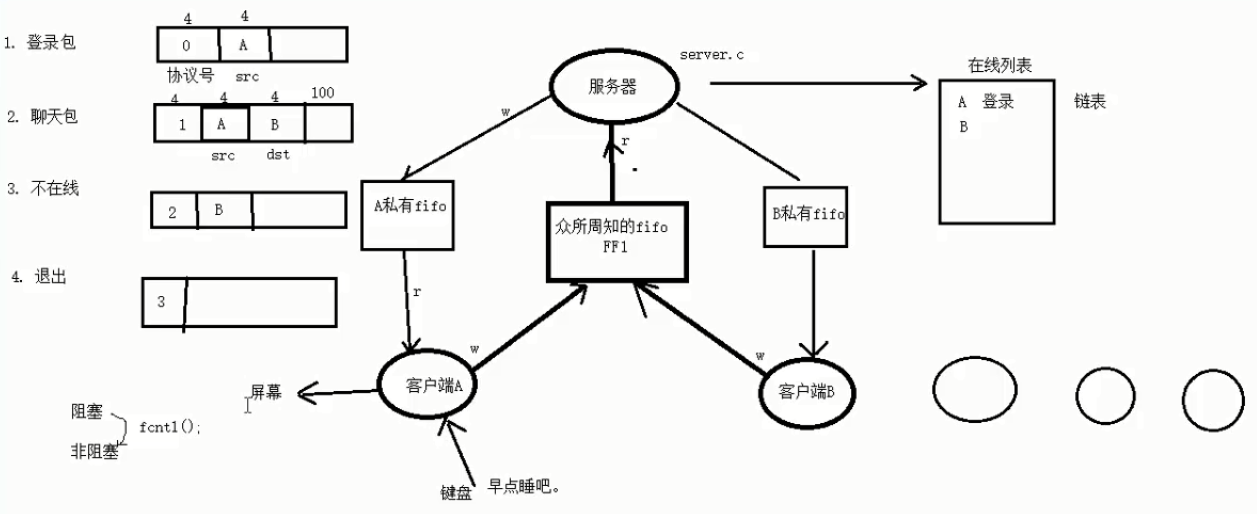 4 4
1. 登录包
0 A
协议号 src
4 4 4 100
2. 聊天包
1 A B
src dst
3. 不在线
2 B
4. 退出
3
server.c
服务器
w
r
在线列表
A 登录
B
链表
A私有fifo
众所周知的fifo
FF1
B私有fifo
r
w
w
客户端A
客户端B
屏幕
阻塞
fcntl();
非阻塞
键盘 早点睡吧。